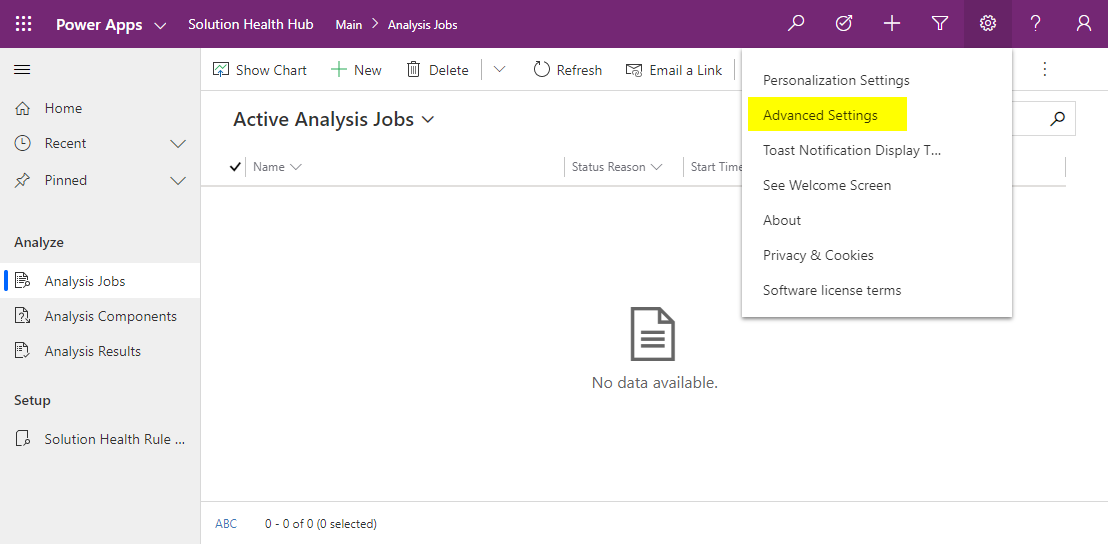 Power Apps Solution Health Hub Main Analysis Jobs
Show Chart New Delete Refresh Email a Link
Home
Recent
Pinned
Analyze
Analysis Jobs
Analysis Components
Analysis Results
Setup
Solution Health Rule ...
Active Analysis Jobs
Name Status Reason Start Time
No data available.
ABC 0 - 0 of 0 (0 selected)
Personalization Settings
Advanced Settings
Toast Notification Display T...
See Welcome Screen
About
Privacy & Cookies
Software license terms